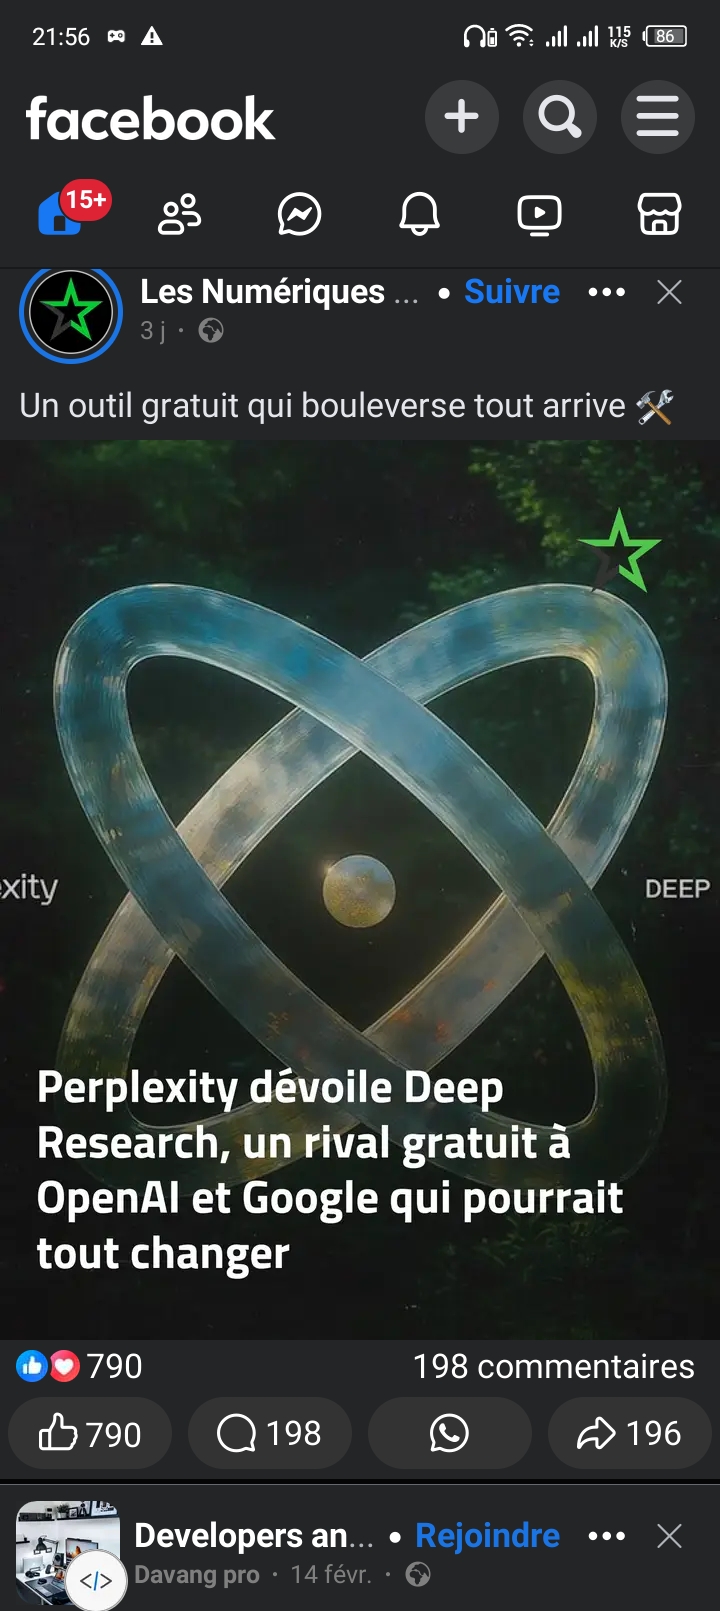 21:56 115 K/S 86
facebook
15+
Les Numériques ... • Suivre
3 j ·
Un outil gratuit qui bouleverse tout arrive
exity DEEP
Perplexity dévoile Deep
Research, un rival gratuit à
OpenAI et Google qui pourrait
tout changer
790 198 commentaires
790 198 196
Developers an... • Rejoindre
</> Davang pro · 14 févr. ·